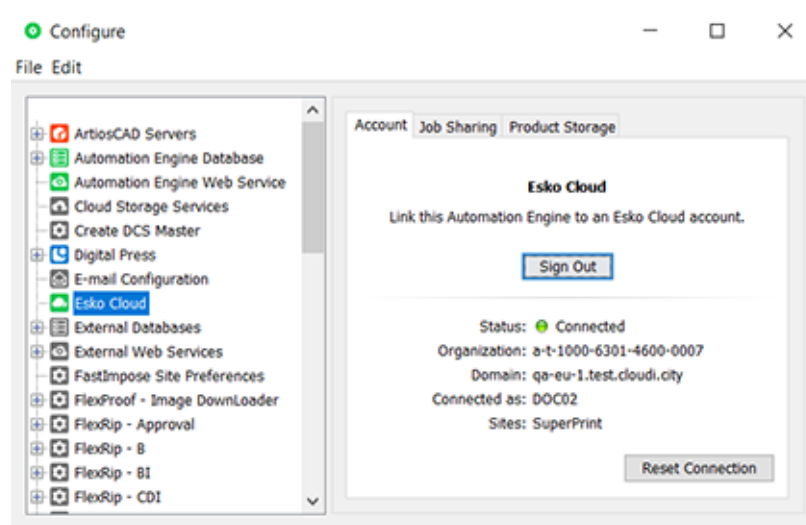 Configure
File Edit
ArtiosCAD Servers
Automation Engine Database
Automation Engine Web Service
Cloud Storage Services
Create DCS Master
Digital Press
E-mail Configuration
Esko Cloud
External Databases
External Web Services
FastImpose Site Preferences
FlexProof - Image DownLoader
FlexRip - Approval
FlexRip - B
FlexRip - BI
FlexRip - CDI
Account Job Sharing Product Storage
Esko Cloud
Link this Automation Engine to an Esko Cloud account.
Sign Out
Status: Connected
Organization: a-t-1000-6301-4600-0007
Domain: qa-eu-1.test.cloudi.city
Connected as: DOC02
Sites: SuperPrint
Reset Connection